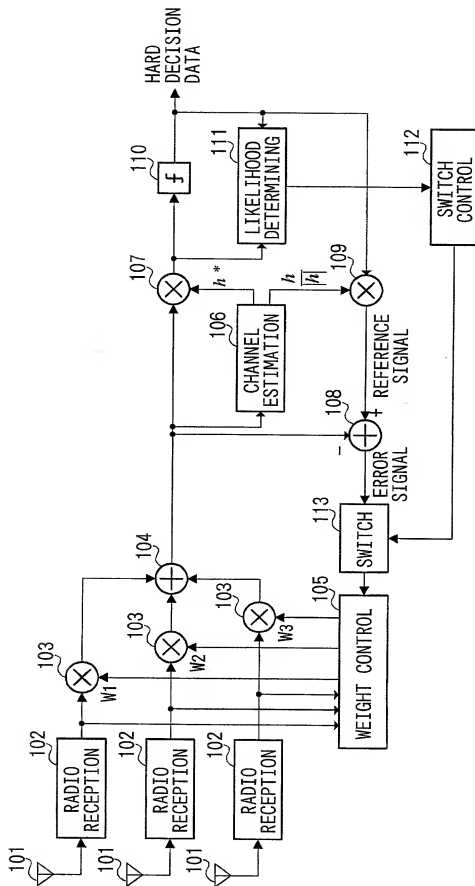 101
102
RADIO
RECEPTION
103
W1
101
102
RADIO
RECEPTION
103
W2
101
102
RADIO
RECEPTION
103
W3
104
105
WEIGHT CONTROL
113
SWITCH
ERROR
SIGNAL
108
-
+
REFERENCE
SIGNAL
106
CHANNEL
ESTIMATION
h*
h
|h|
107
109
110
HARD
DECISION
DATA
111
LIKELIHOOD
DETERMINING
112
SWITCH
CONTROL